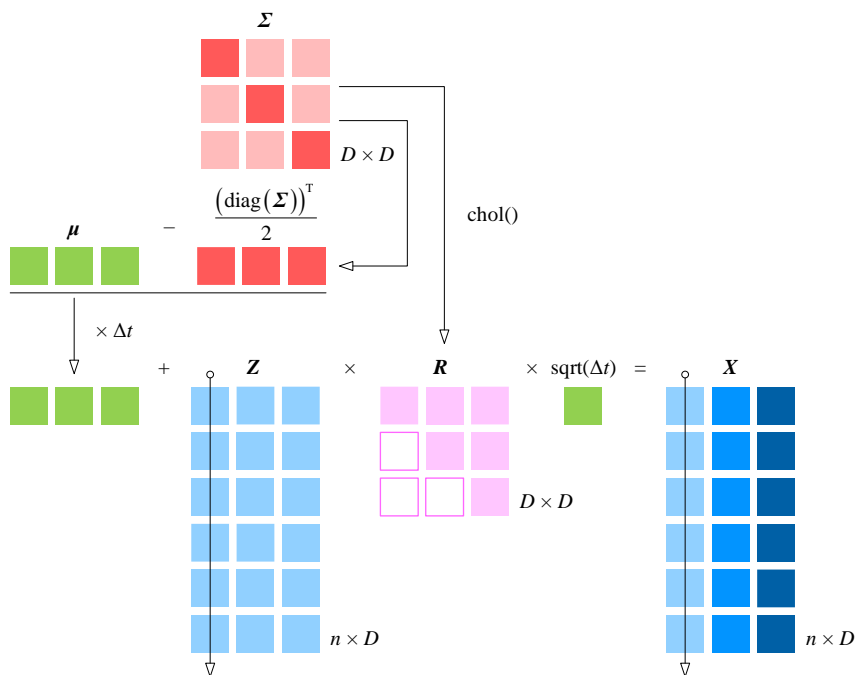 Σ
D × D
μ − (diag(Σ))ᵀ / 2
chol()
× Δt
+ Z × R × sqrt(Δt) = X
D × D
n × D
n × D